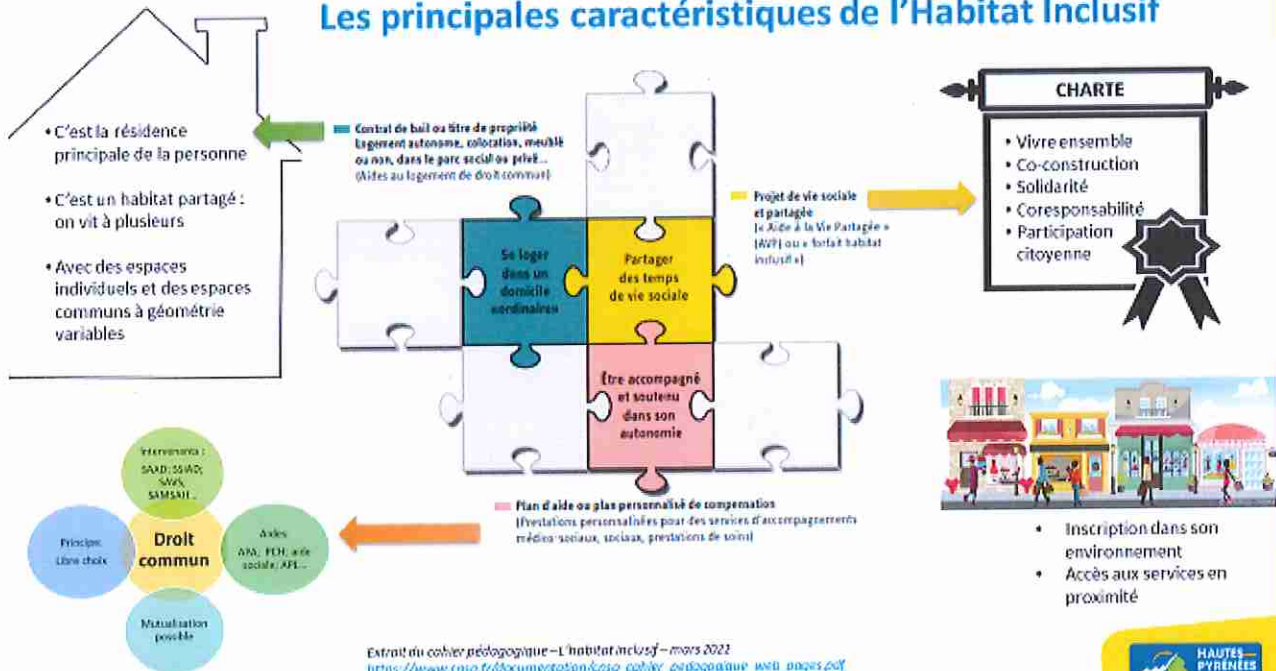 Les principales caractéristiques de l'Habitat Inclusif
• C'est la résidence
principale de la personne
• C'est un habitat partagé :
on vit à plusieurs
• Avec des espaces
individuels et des espaces
communs à géométrie
variables
Contrat de bail ou titre de propriété
Logement autonome, colocation, meublé
ou non, dans le parc social ou privé...
(Aides au logement de droit commun)
Se loger
dans un
domicile
«ordinaire»
Partager
des temps
de vie sociale
Être accompagné
et soutenu
dans son
autonomie
Projet de vie sociale
et partagée
(« Aide à la Vie Partagée »
(AVP) ou « forfait habitat
inclusif »)
CHARTE
• Vivre ensemble
• Co-construction
• Solidarité
• Coresponsabilité
• Participation
citoyenne
Intervenants :
SAAD; SSIAD;
SAVS,
SAMSAH...
Principe:
Libre choix
Droit
commun
Aides:
APA, PCH, aide
sociale, APL...
Mutualisation
possible
Plan d'aide ou plan personnalisé de compensation
(Prestations personnalisées pour des services d'accompagnements
médico-sociaux, sociaux, prestations de soins)
• Inscription dans son
environnement
• Accès aux services en
proximité
Extrait du cahier pédagogique – L'habitat inclusif – mars 2022
https://www.cnsa.fr/documentation/cnsa_cahier_pedagogique_web_pages.pdf
HAUTES—
PYRÉNÉES